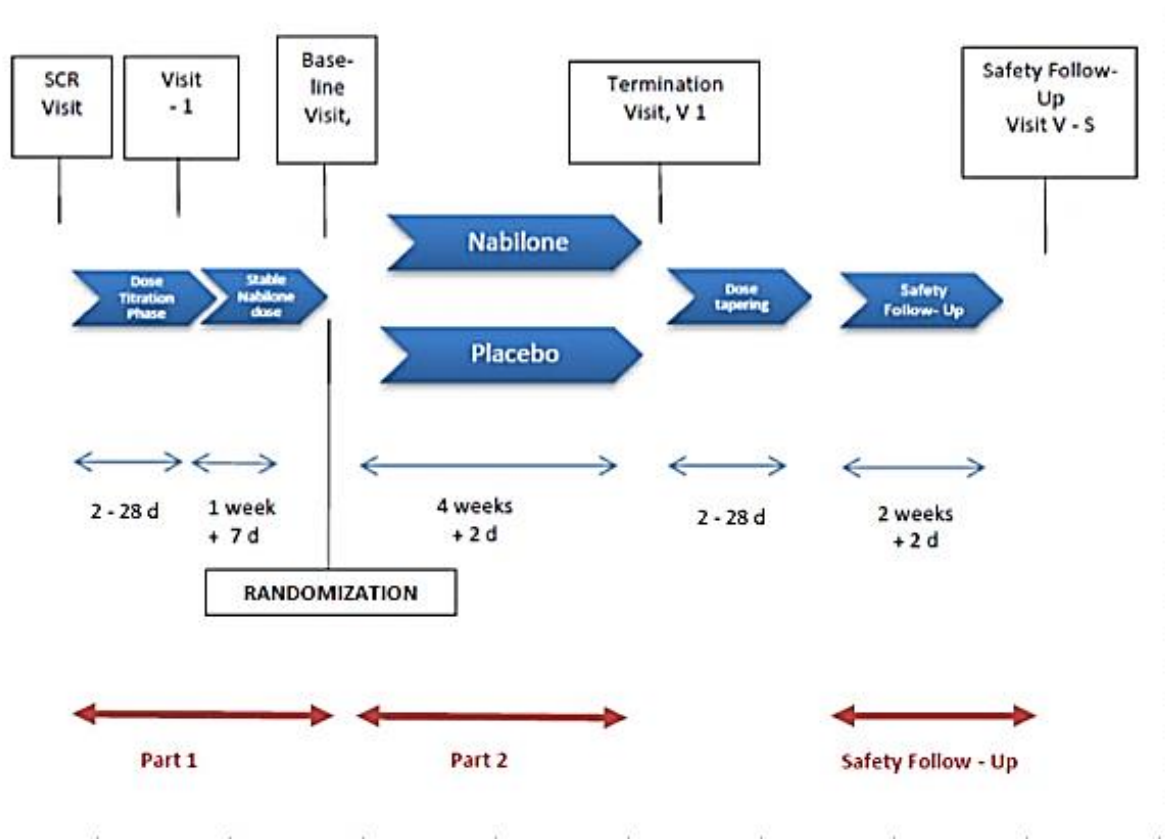 SCR
Visit
Visit
- 1
Base-
line
Visit,
Termination
Visit, V 1
Safety Follow-
Up
Visit V - S
Dose
Titration
Phase
Stable
Nabilone
dose
Nabilone
Placebo
Dose
tapering
Safety
Follow- Up
2 - 28 d
1 week
+ 7 d
4 weeks
+ 2 d
2 - 28 d
2 weeks
+ 2 d
RANDOMIZATION
Part 1
Part 2
Safety Follow - Up